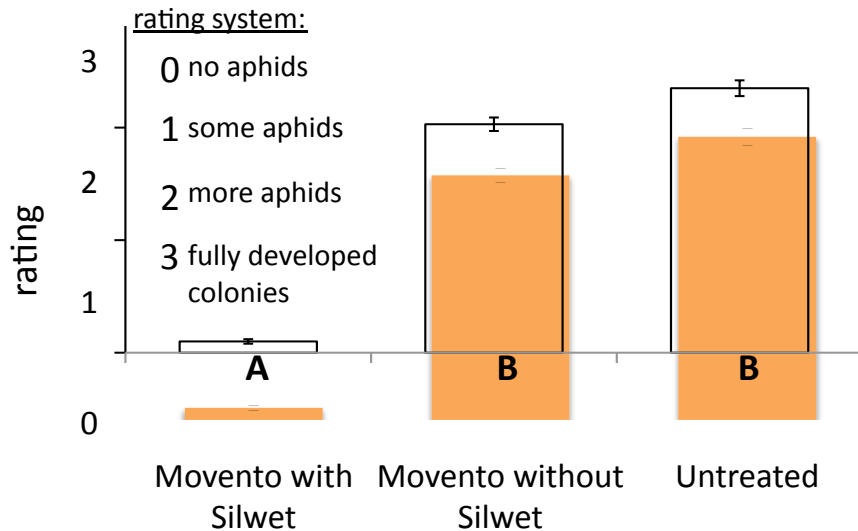 rating system:
0 no aphids
1 some aphids
2 more aphids
3 fully developed
colonies
rating
3
2
1
0
A
B
B
Movento with
Silwet
Movento without
Silwet
Untreated